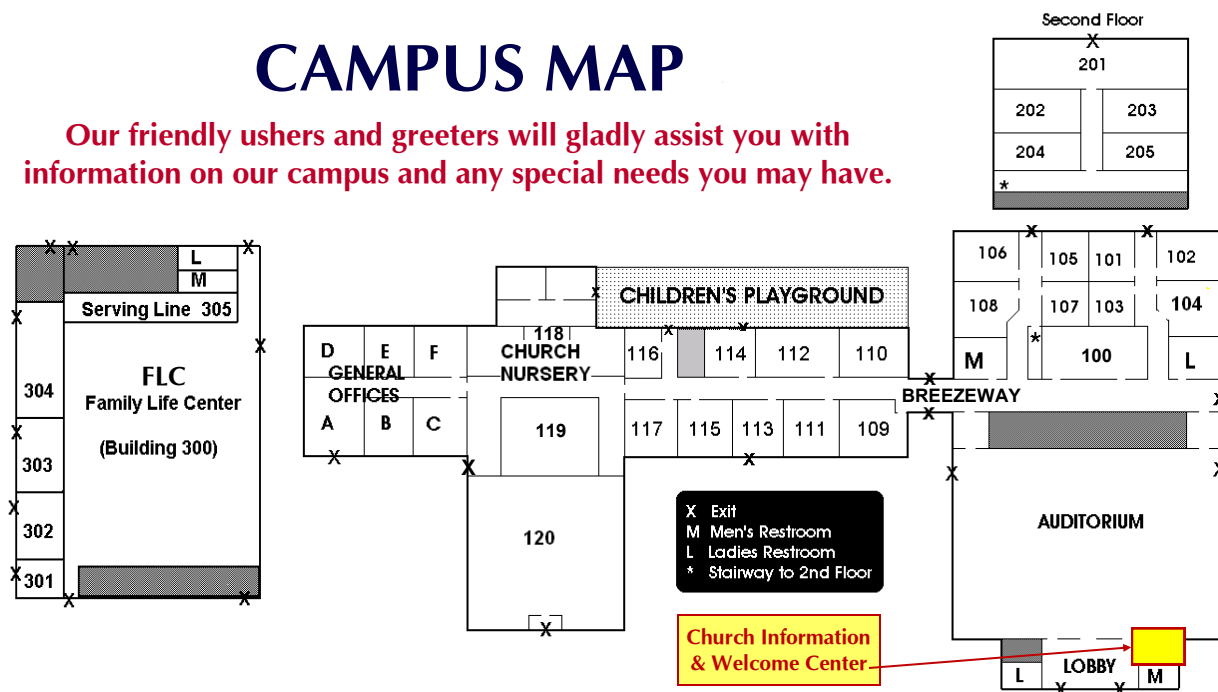 CAMPUS MAP
Our friendly ushers and greeters will gladly assist you with
information on our campus and any special needs you may have.
Second Floor
X
201
202 203
204 205
*
X X X
L
M
Serving Line 305
X
X
FLC
Family Life Center
(Building 300)
304
X
303
X
302
X
301
X X
X
CHILDREN'S PLAYGROUND
X X
118
D E F
GENERAL
OFFICES
A B C
X
CHURCH
NURSERY
116 114 112 110
119
117 115 113 111 109
X
X
120
X
X
BREEZEWAY
X
X X
106 105 101 102
108 107 103 104
M * 100 L
X
X X
AUDITORIUM
X Exit
M Men's Restroom
L Ladies Restroom
* Stairway to 2nd Floor
Church Information
& Welcome Center
L LOBBY M
X X